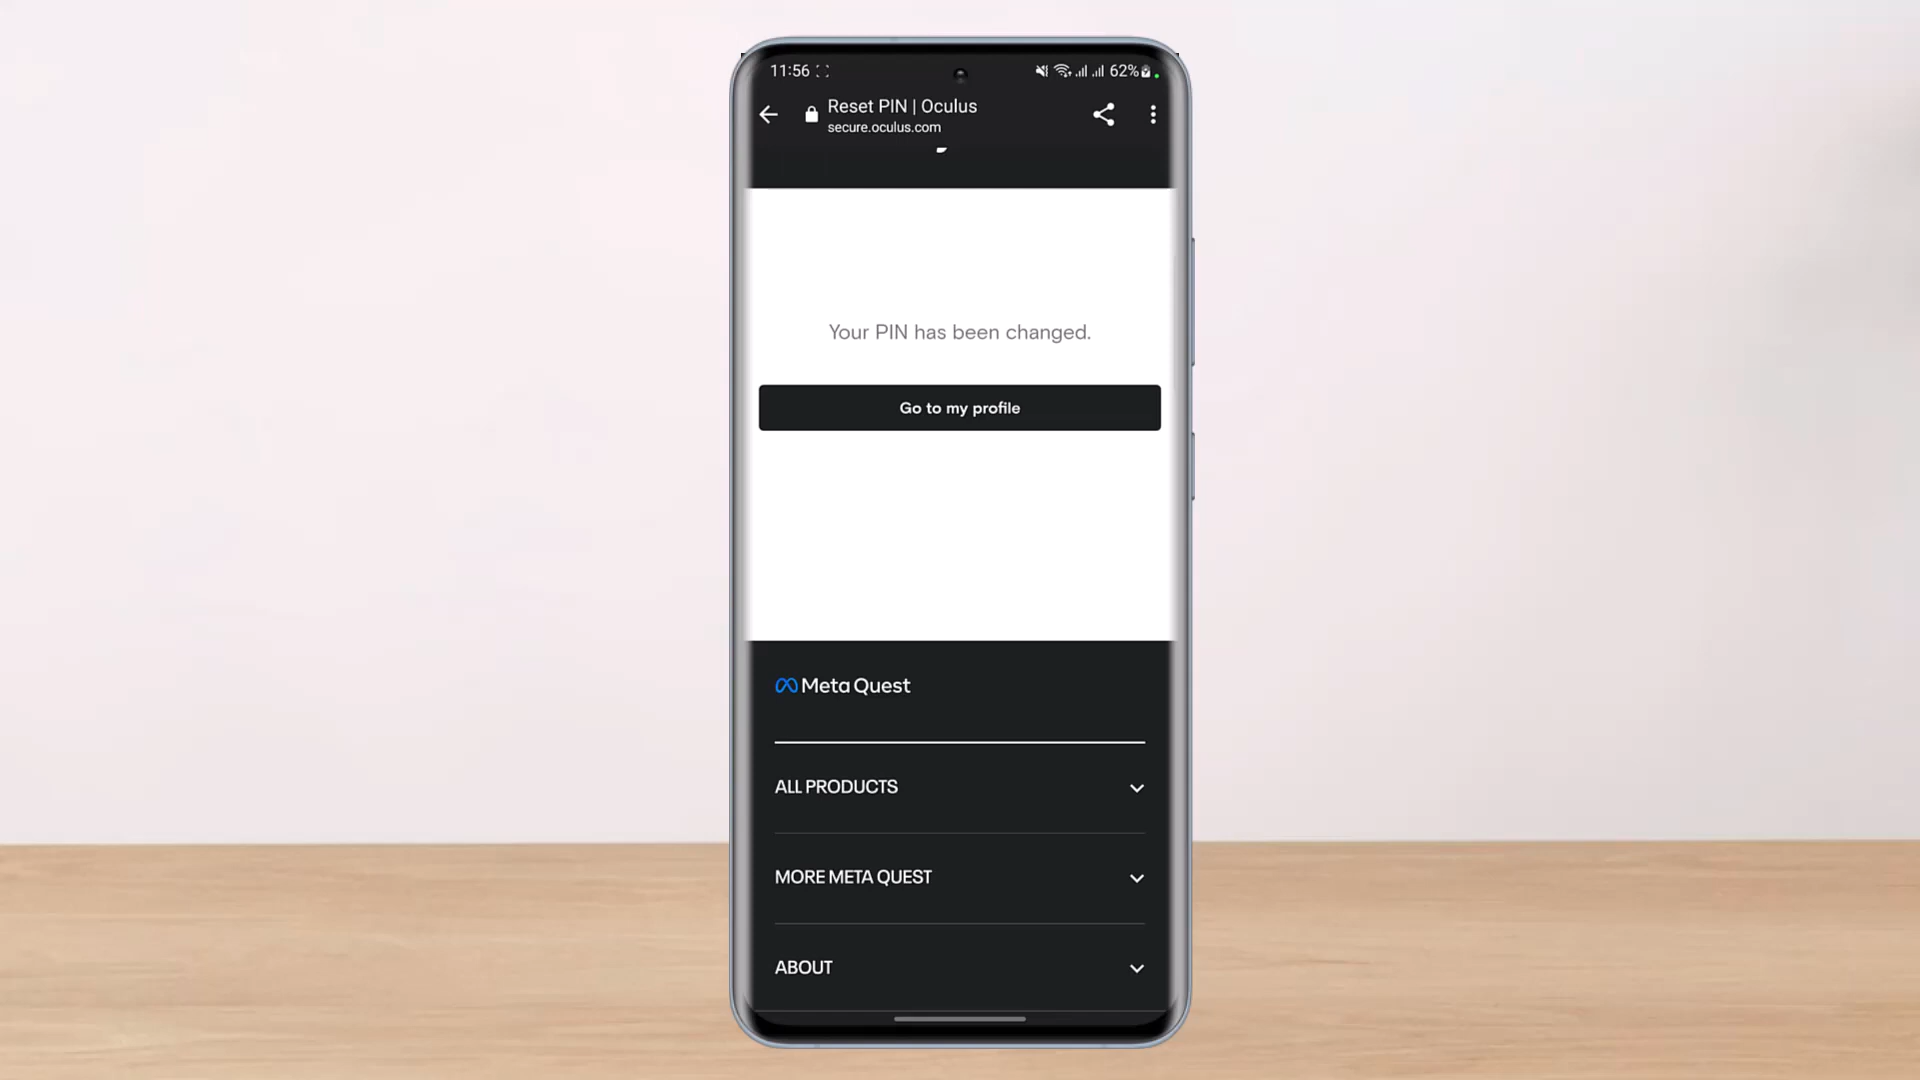 11:56
62%
Reset PIN | Oculus
secure.oculus.com
Your PIN has been changed.
Go to my profile
Meta Quest
ALL PRODUCTS
MORE META QUEST
ABOUT